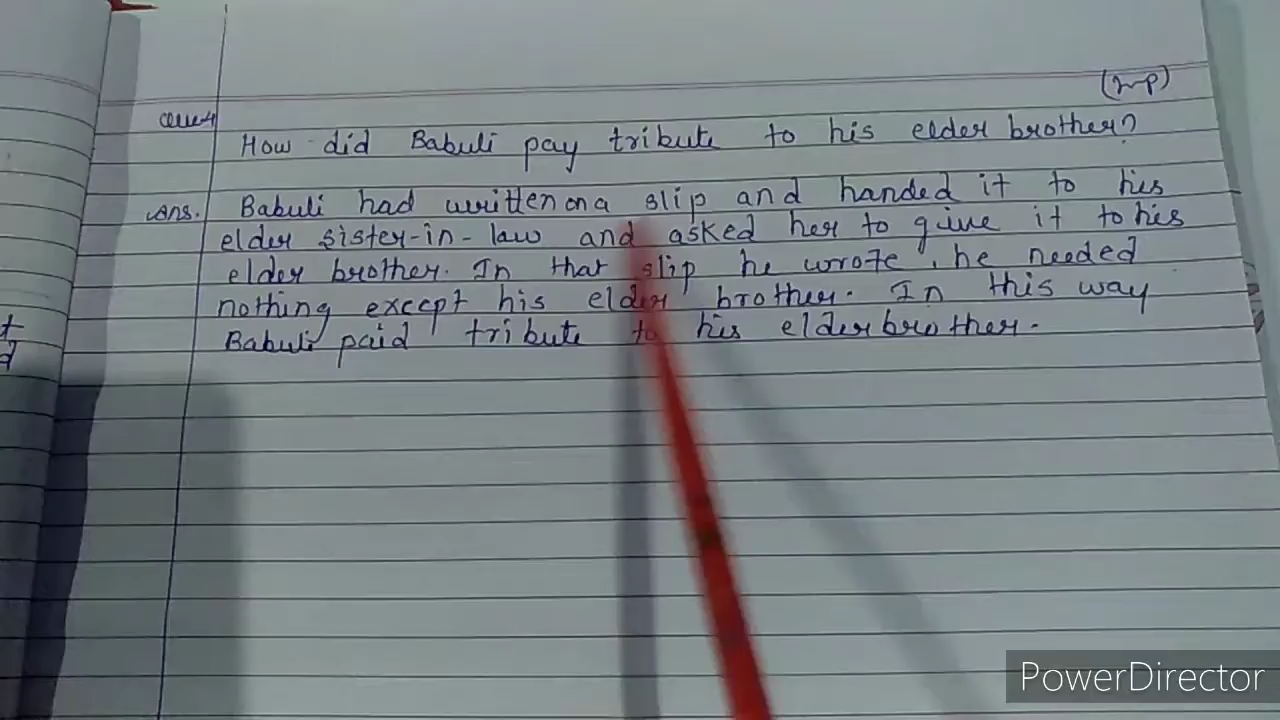 (Imp)
Ques
How did Babuli pay tribute to his elder brother?
Ans. Babuli had written on a slip and handed it to his
elder sister-in-law and asked her to give it to his
elder brother. In that slip he wrote, he needed
nothing except his elder brother. In this way
Babuli paid tribute to his elder brother.
t
d
PowerDirector